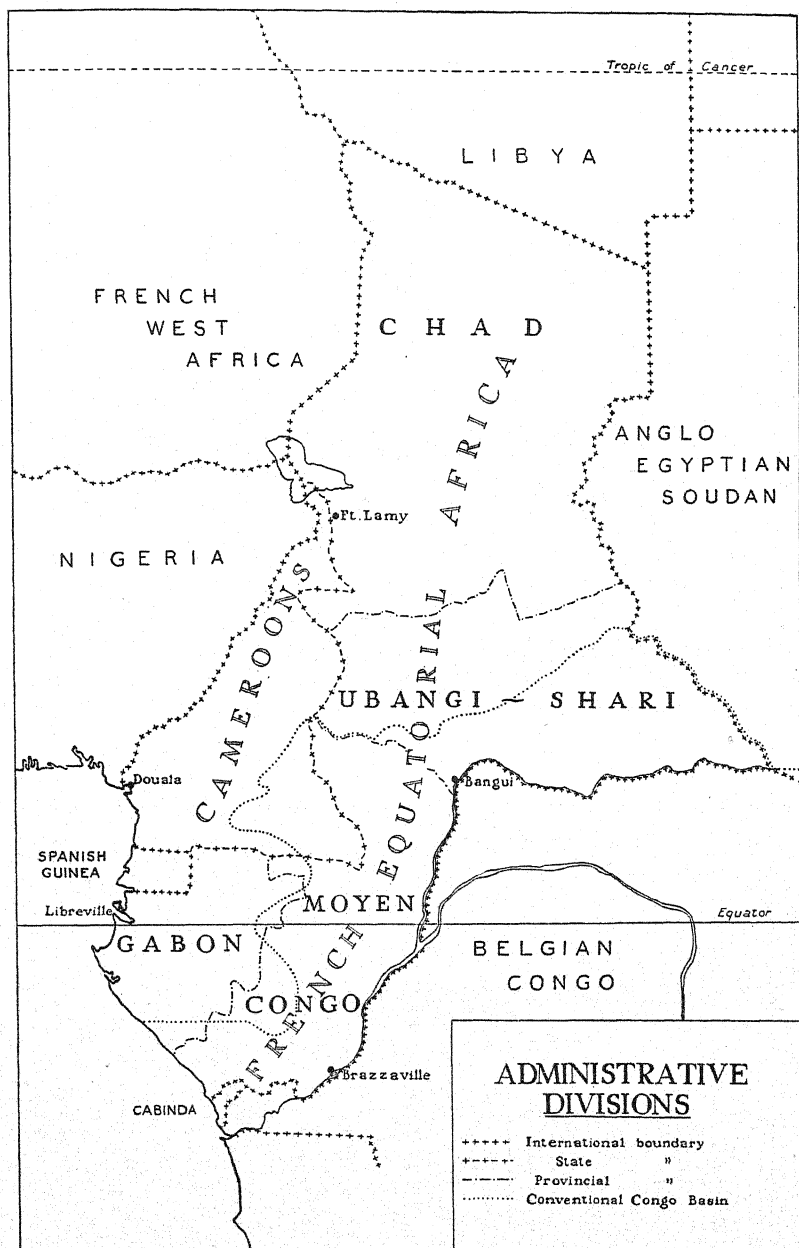 Tropic of Cancer
LIBYA
FRENCH
WEST
AFRICA
CHAD
ANGLO
EGYPTIAN
SOUDAN
Ft. Lamy
NIGERIA
CAMEROONS
UBANGI - SHARI
FRENCH EQUATORIAL AFRICA
Douala
Bangui
SPANISH
GUINEA
Libreville
MOYEN
Equator
GABON
BELGIAN
CONGO
CONGO
Brazzaville
CABINDA
ADMINISTRATIVE
DIVISIONS
International boundary
State "
Provincial "
Conventional Congo Basin